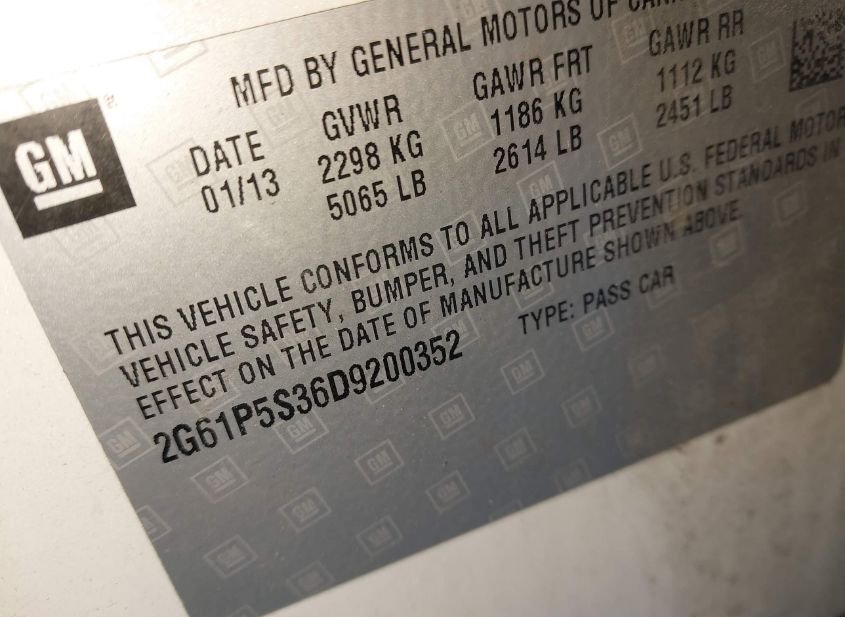 MFD BY GENERAL MOTORS OF
GM
DATE GVWR GAWR FRT GAWR RR
01/13 2298 KG 1186 KG 1112 KG
5065 LB 2614 LB 2451 LB
THIS VEHICLE CONFORMS TO ALL APPLICABLE U.S. FEDERAL MOTOR
VEHICLE SAFETY, BUMPER, AND THEFT PREVENTION STANDARDS IN
EFFECT ON THE DATE OF MANUFACTURE SHOWN ABOVE.
2G61P5S36D9200352 TYPE: PASS CAR